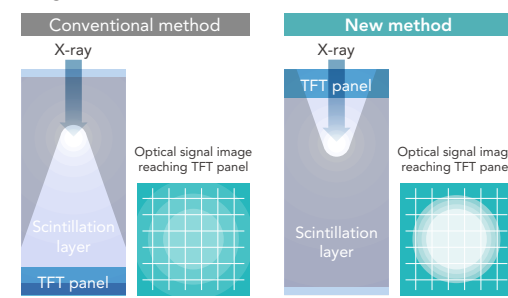 Conventional method
X-ray
Scintillation
layer
TFT panel
Optical signal image
reaching TFT panel
New method
X-ray
TFT panel
Scintillation
layer
Optical signal imag
reaching TFT pane